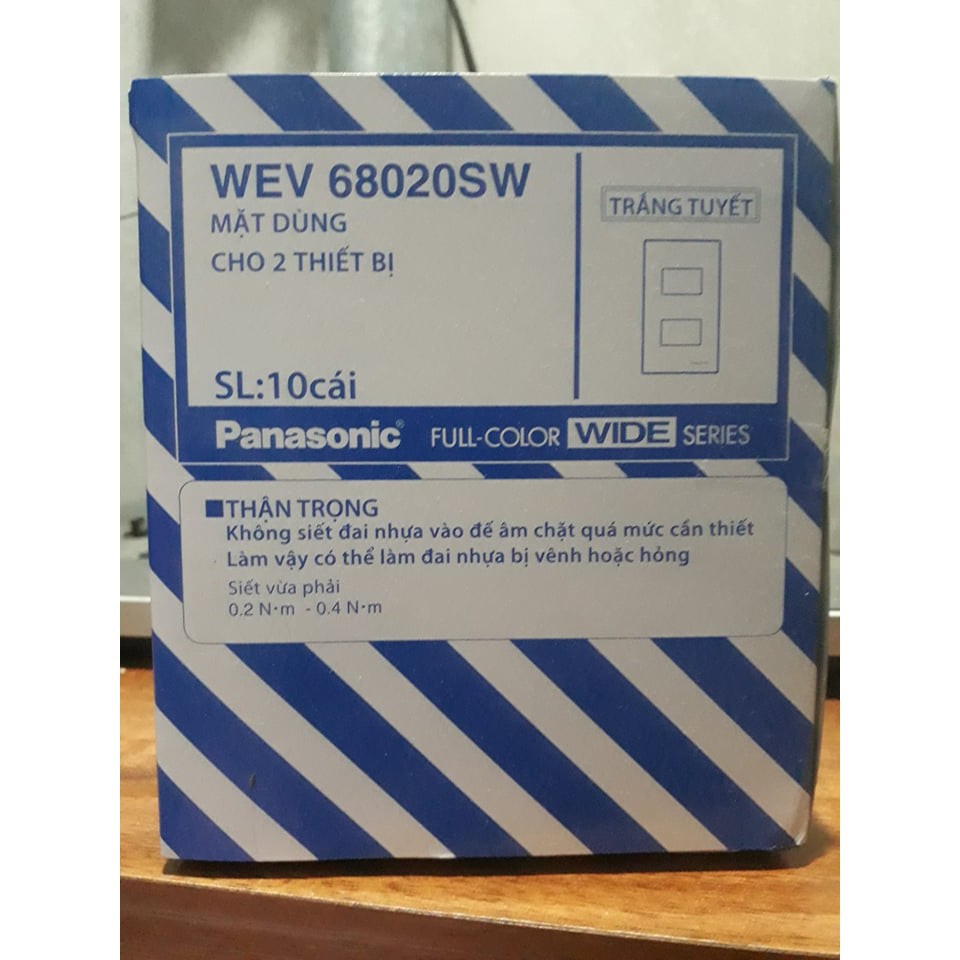 WEV 68020SW
MẶT DÙNG
CHO 2 THIẾT BỊ
SL:10cái
TRẮNG TUYẾT
Panasonic® FULL-COLOR WIDE SERIES
■THẬN TRỌNG
Không siết đai nhựa vào đế âm chặt quá mức cần thiết
Làm vậy có thể làm đai nhựa bị vênh hoặc hỏng
Siết vừa phải
0.2 N·m - 0.4 N·m